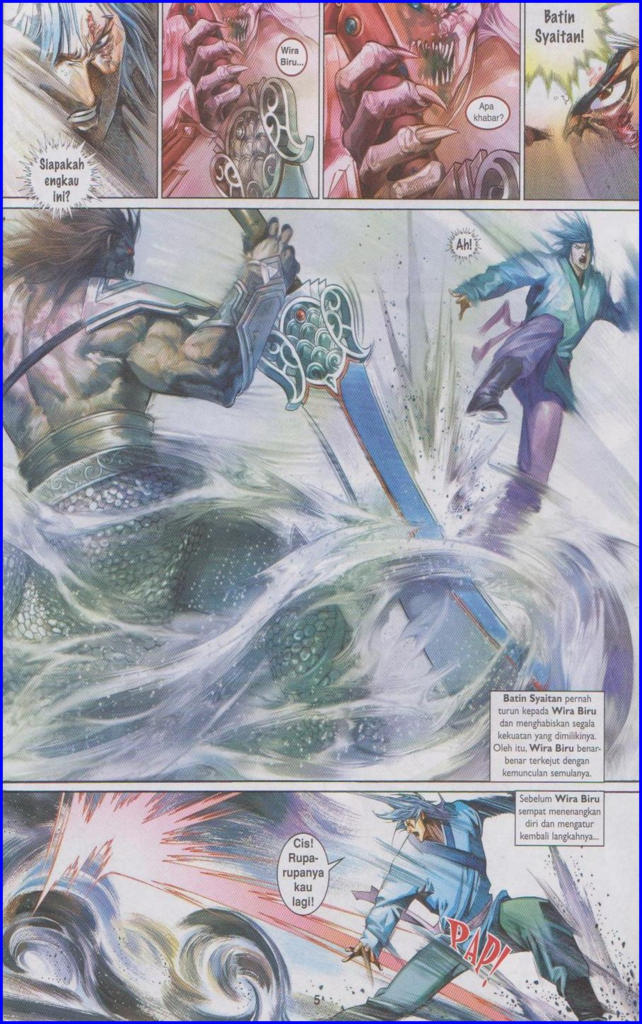 Siapakah
engkau
ini?
Wira
Biru...
Apa
khabar?
Batin
Syaitan!
Ah!
Batin Syaitan pernah
turun kepada Wira Biru
dan menghabiskan segala
kekuatan yang dimilikinya.
Oleh itu, Wira Biru benar-
benar terkejut dengan
kemunculan semulanya.
Sebelum Wira Biru
sempat menenangkan
diri dan mengatur
kembali langkahnya...
Cis!
Rupa-
rupanya
kau
lagi!
PAP!
5